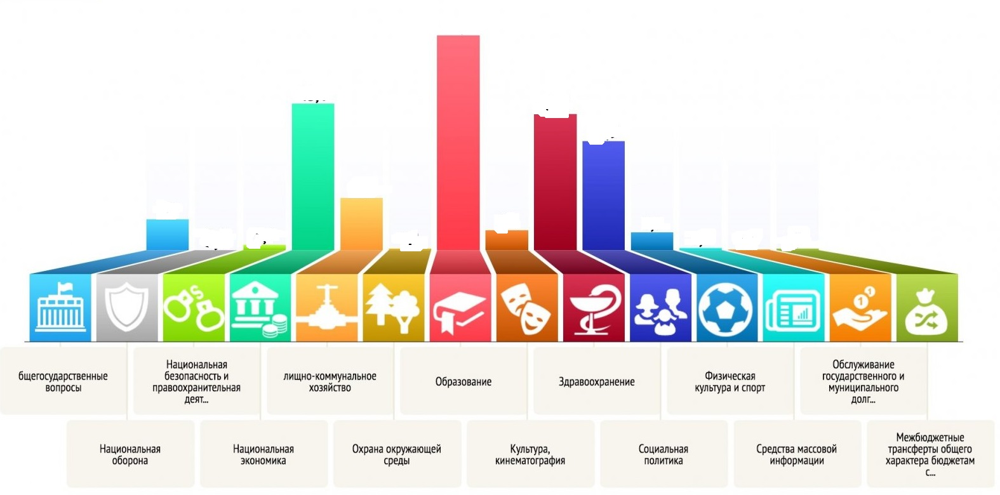 бщегосударственные
вопросы
Национальная
оборона
Национальная
безопасность и
правоохранительная
деят...
Национальная
экономика
лищно-коммунальное
хозяйство
Охрана окружающей
среды
Образование
Культура,
кинематография
Здравоохранение
Социальная
политика
Физическая
культура и спорт
Средства массовой
информации
Обслуживание
государственного и
муниципального
долг...
Межбюджетные
трансферты общего
характера бюджетам
с...